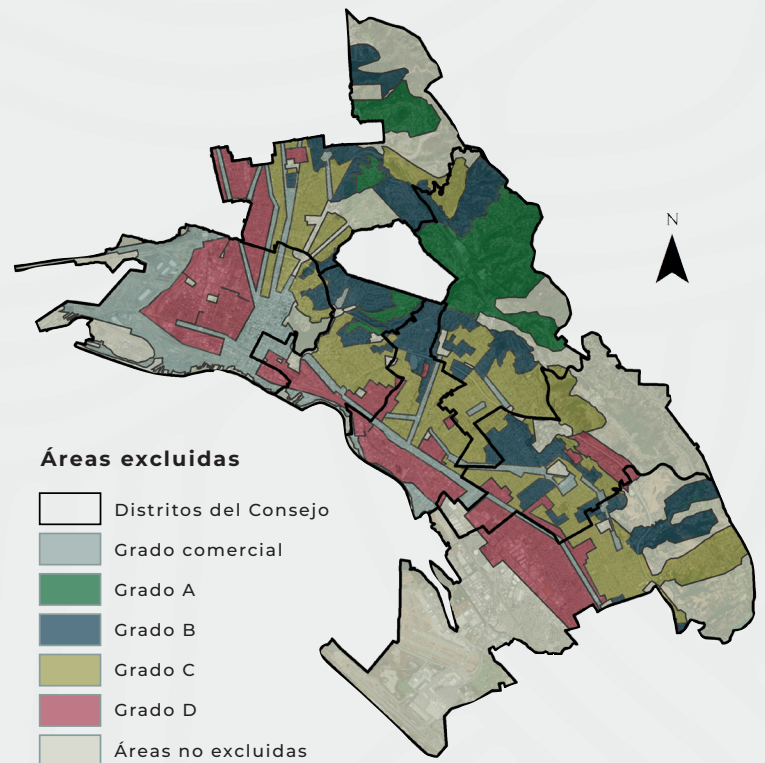 N
Áreas excluidas
Distritos del Consejo
Grado comercial
Grado A
Grado B
Grado C
Grado D
Áreas no excluidas